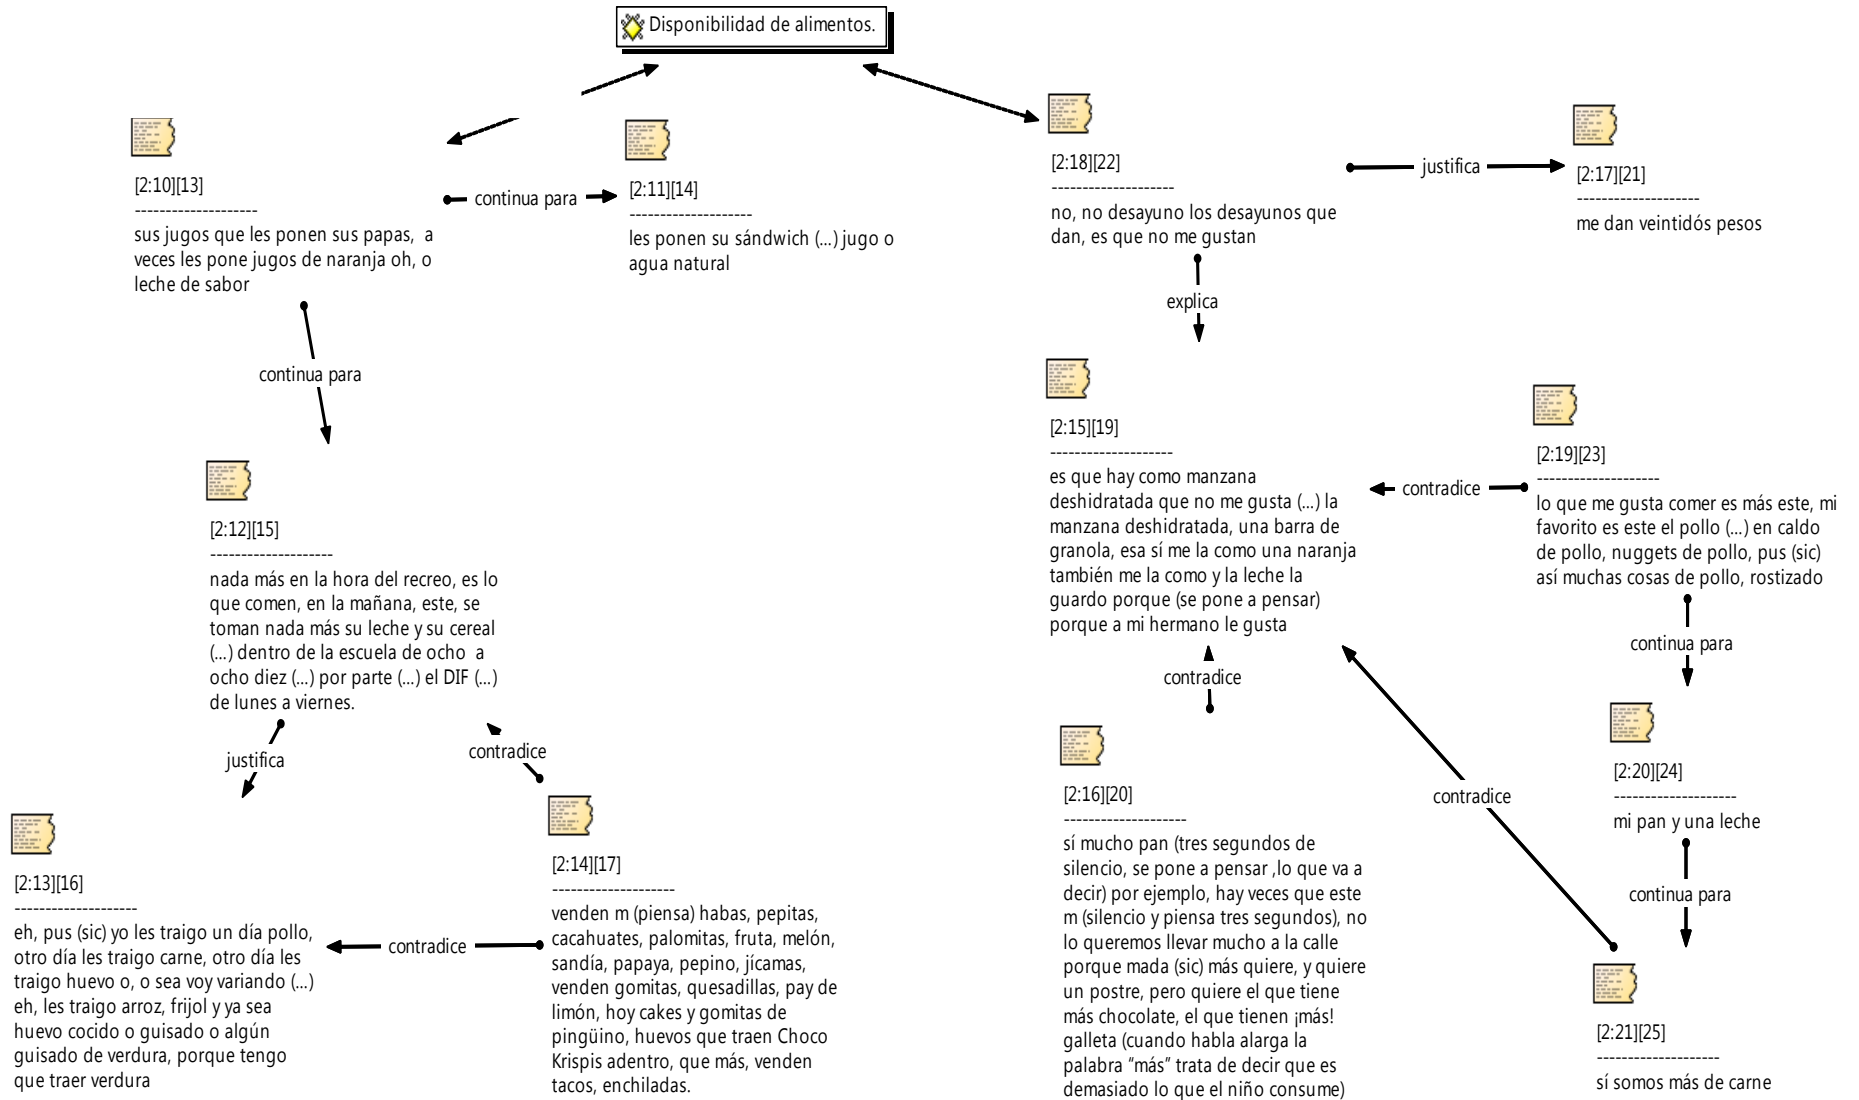 Disponibilidad de alimentos.
[2:10][13]
--------------------
sus jugos que les ponen sus papas, a
veces les pone jugos de naranja oh, o
leche de sabor
continua para
[2:11][14]
--------------------
les ponen su sándwich (...) jugo o
agua natural
continua para
[2:12][15]
--------------------
nada más en la hora del recreo, es lo
que comen, en la mañana, este, se
toman nada más su leche y su cereal
(...) dentro de la escuela de ocho a
ocho diez (...) por parte (...) el DIF (...)
de lunes a viernes.
justifica
contradice
[2:13][16]
--------------------
eh, pus (sic) yo les traigo un día pollo,
otro día les traigo carne, otro día les
traigo huevo o, o sea voy variando (...)
eh, les traigo arroz, frijol y ya sea
huevo cocido o guisado o algún
guisado de verdura, porque tengo
que traer verdura
contradice
[2:14][17]
--------------------
venden m (piensa) habas, pepitas,
cacahuates, palomitas, fruta, melón,
sandía, papaya, pepino, jícamas,
venden gomitas, quesadillas, pay de
limón, hoy cakes y gomitas de
pingüino, huevos que traen Choco
Krispis adentro, que más, venden
tacos, enchiladas.
[2:18][22]
--------------------
no, no desayuno los desayunos que
dan, es que no me gustan
justifica
[2:17][21]
--------------------
me dan veintidós pesos
explica
[2:15][19]
--------------------
es que hay como manzana
deshidratada que no me gusta (...) la
manzana deshidratada, una barra de
granola, esa sí me la como una naranja
también me la como y la leche la
guardo porque (se pone a pensar)
porque a mi hermano le gusta
contradice
[2:19][23]
--------------------
lo que me gusta comer es más este, mi
favorito es este el pollo (...) en caldo
de pollo, nuggets de pollo, pus (sic)
así muchas cosas de pollo, rostizado
contradice
continua para
[2:16][20]
--------------------
sí mucho pan (tres segundos de
silencio, se pone a pensar ,lo que va a
decir) por ejemplo, hay veces que este
m (silencio y piensa tres segundos), no
lo queremos llevar mucho a la calle
porque mada (sic) más quiere, y quiere
un postre, pero quiere el que tiene
más chocolate, el que tienen ¡más!
galleta (cuando habla alarga la
palabra "más" trata de decir que es
demasiado lo que el niño consume)
contradice
[2:20][24]
--------------------
mi pan y una leche
continua para
[2:21][25]
--------------------
sí somos más de carne